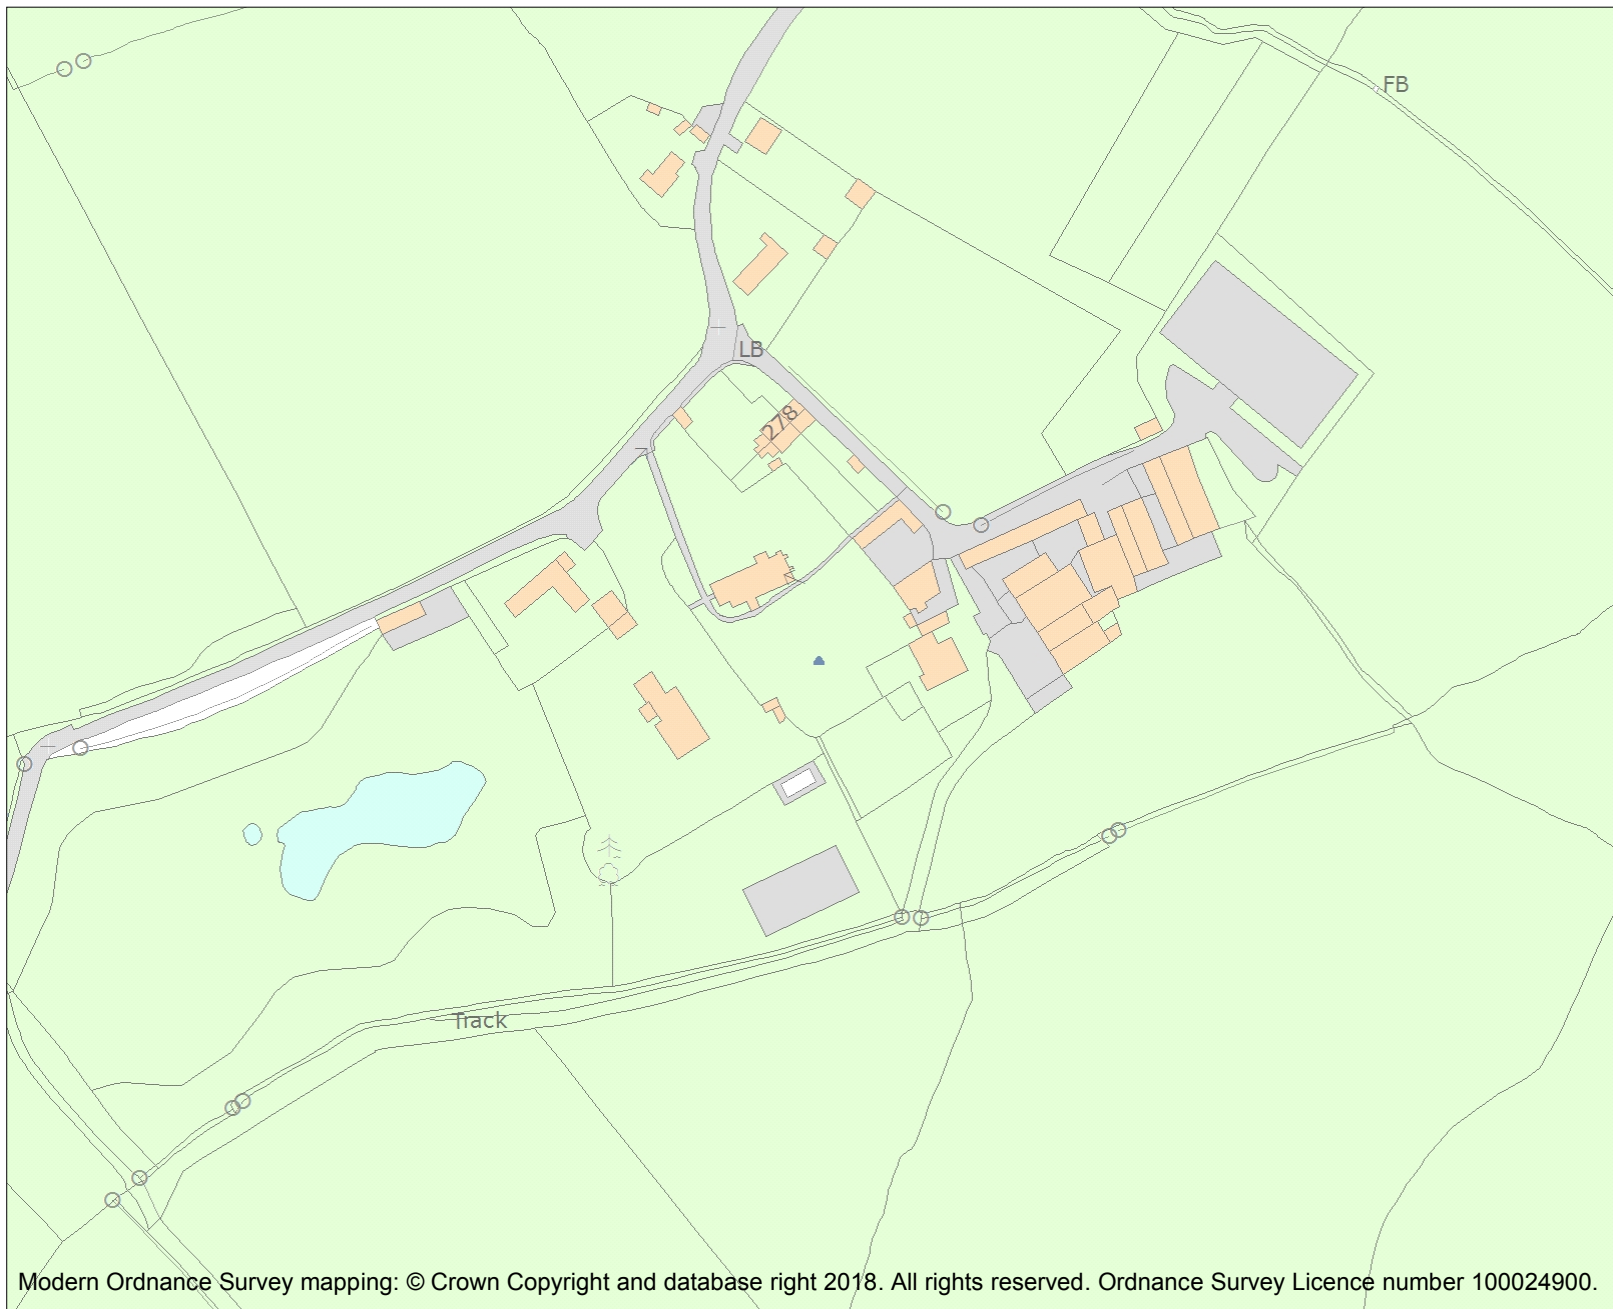 FB
LB
278
Track
Modern Ordnance Survey mapping: © Crown Copyright and database right 2018. All rights reserved. Ordnance Survey Licence number 100024900.